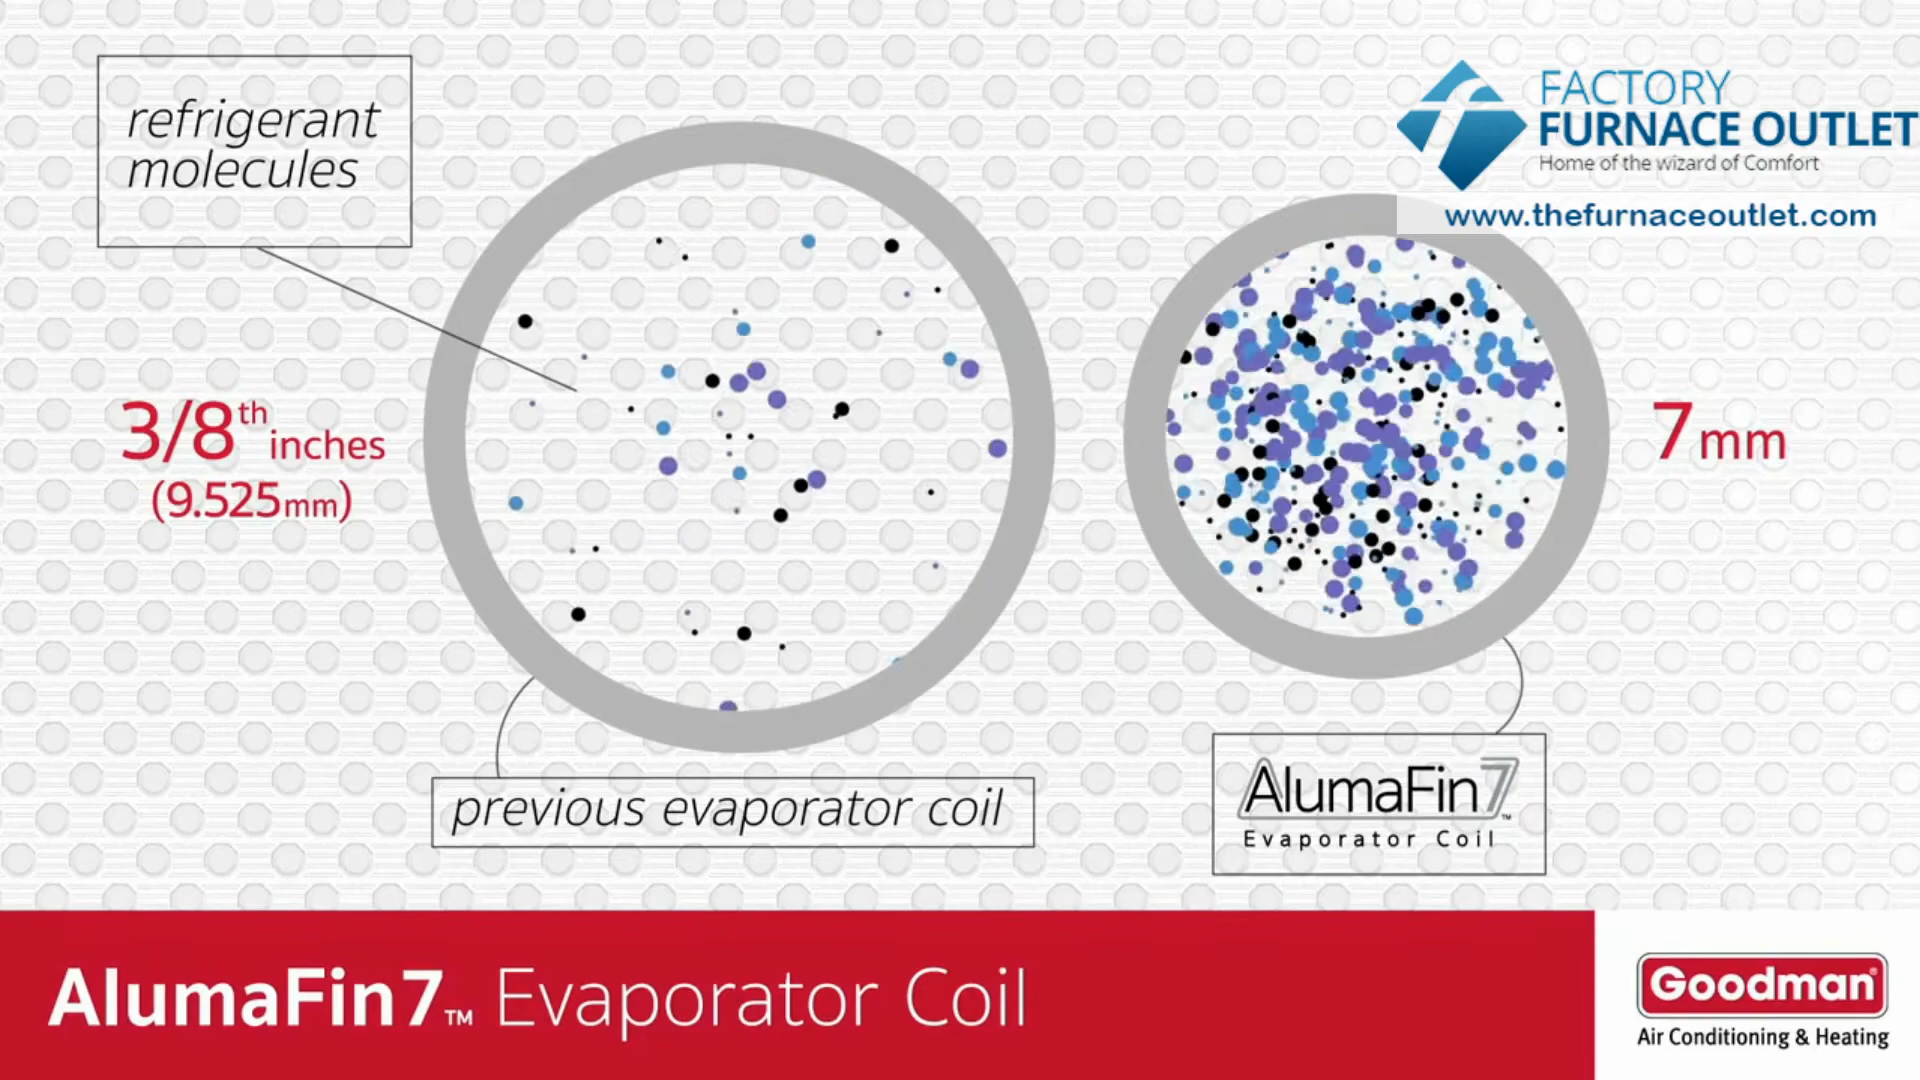 refrigerant
molecules
FACTORY
FURNACE OUTLET
Home of the wizard of Comfort
www.thefurnaceoutlet.com
3/8th inches
(9.525mm)
7mm
previous evaporator coil
AlumaFin7™
Evaporator Coil
AlumaFin7™ Evaporator Coil
Goodman®
Air Conditioning & Heating